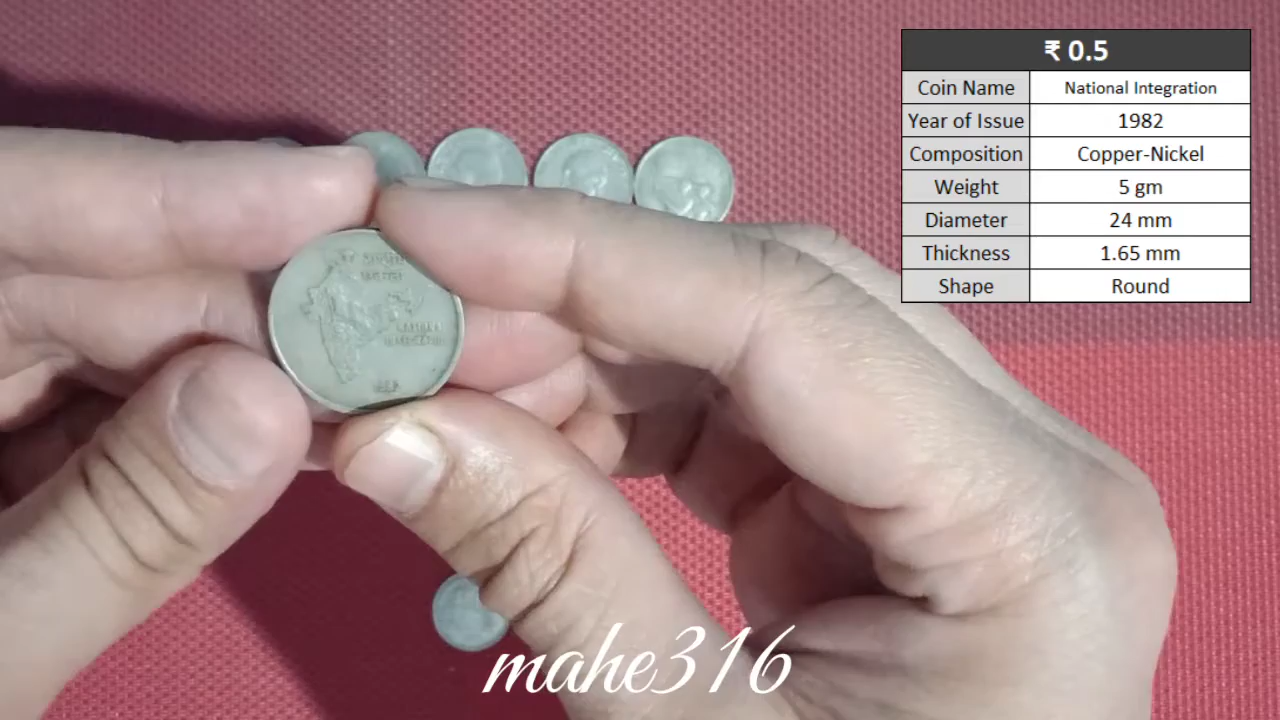 ₹ 0.5
Coin Name National Integration
Year of Issue 1982
Composition Copper-Nickel
Weight 5 gm
Diameter 24 mm
Thickness 1.65 mm
Shape Round
1982
mahe316